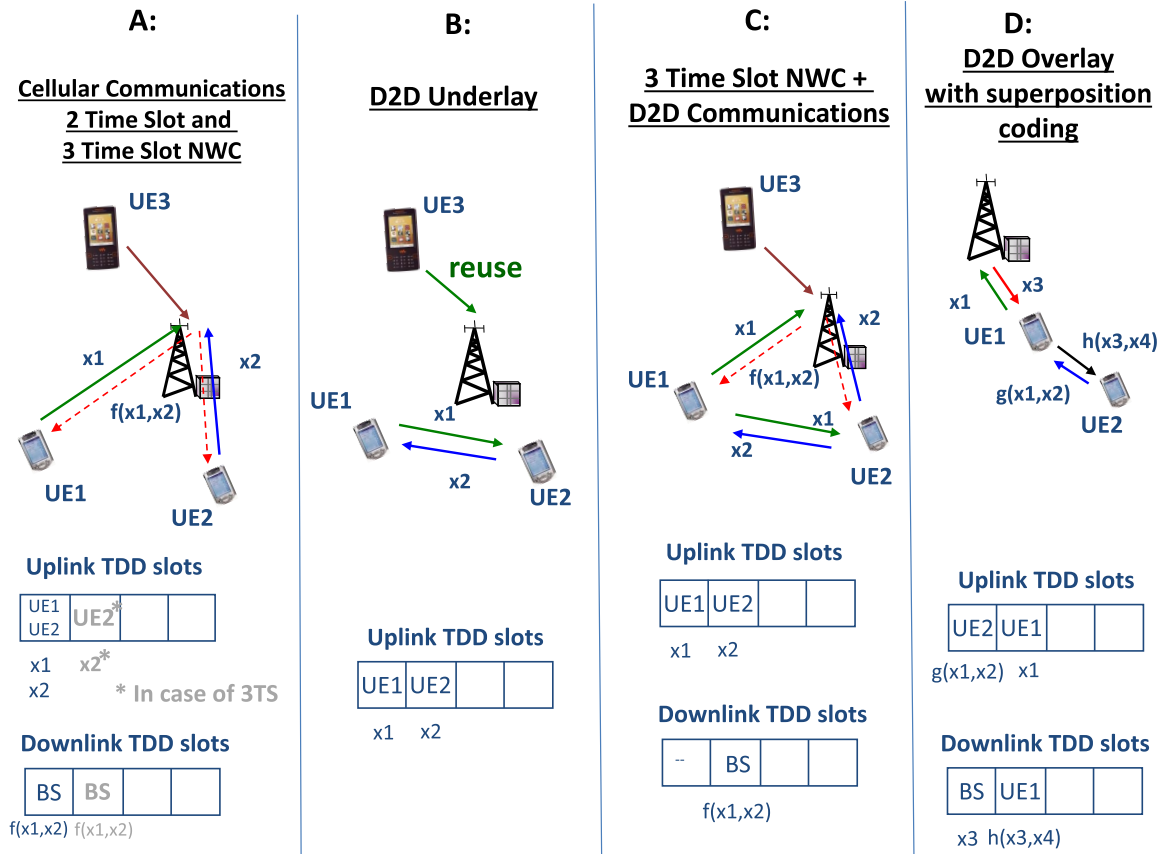 A:
Cellular Communications
2 Time Slot and
3 Time Slot NWC
UE3
x1
x2
f(x1,x2)
UE1
UE2
Uplink TDD slots
UE1
UE2
UE2*
x1
x2
x2*
* In case of 3TS
Downlink TDD slots
BS
BS
f(x1,x2)
f(x1,x2)
B:
D2D Underlay
UE3
reuse
UE1
x1
x2
UE2
Uplink TDD slots
UE1
UE2
x1
x2
C:
3 Time Slot NWC +
D2D Communications
UE3
x1
x2
UE1
f(x1,x2)
x1
x2
UE2
Uplink TDD slots
UE1
UE2
x1
x2
Downlink TDD slots
--
BS
f(x1,x2)
D:
D2D Overlay
with superposition
coding
x3
x1
UE1
h(x3,x4)
g(x1,x2)
UE2
Uplink TDD slots
UE2
UE1
g(x1,x2)
x1
Downlink TDD slots
BS
UE1
x3
h(x3,x4)